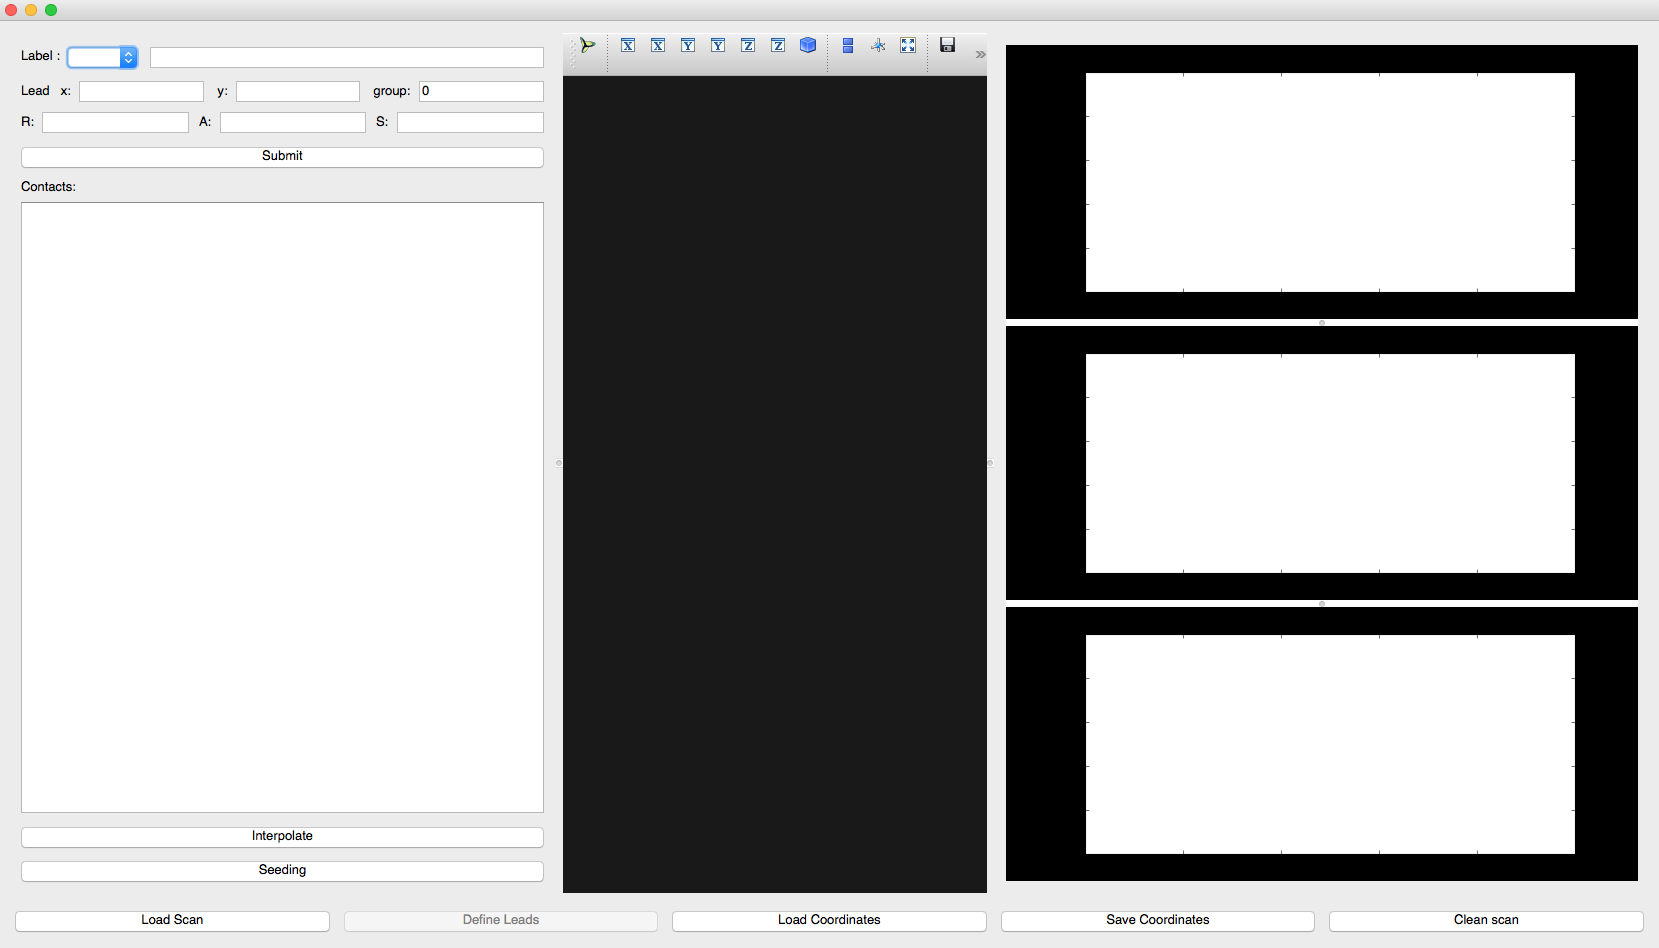 Label :
Lead x: y: group: 0
R: A: S:
Submit
Contacts:
Interpolate
Seeding
X X Y Y Z Z »
Load Scan Define Leads Load Coordinates Save Coordinates Clean scan